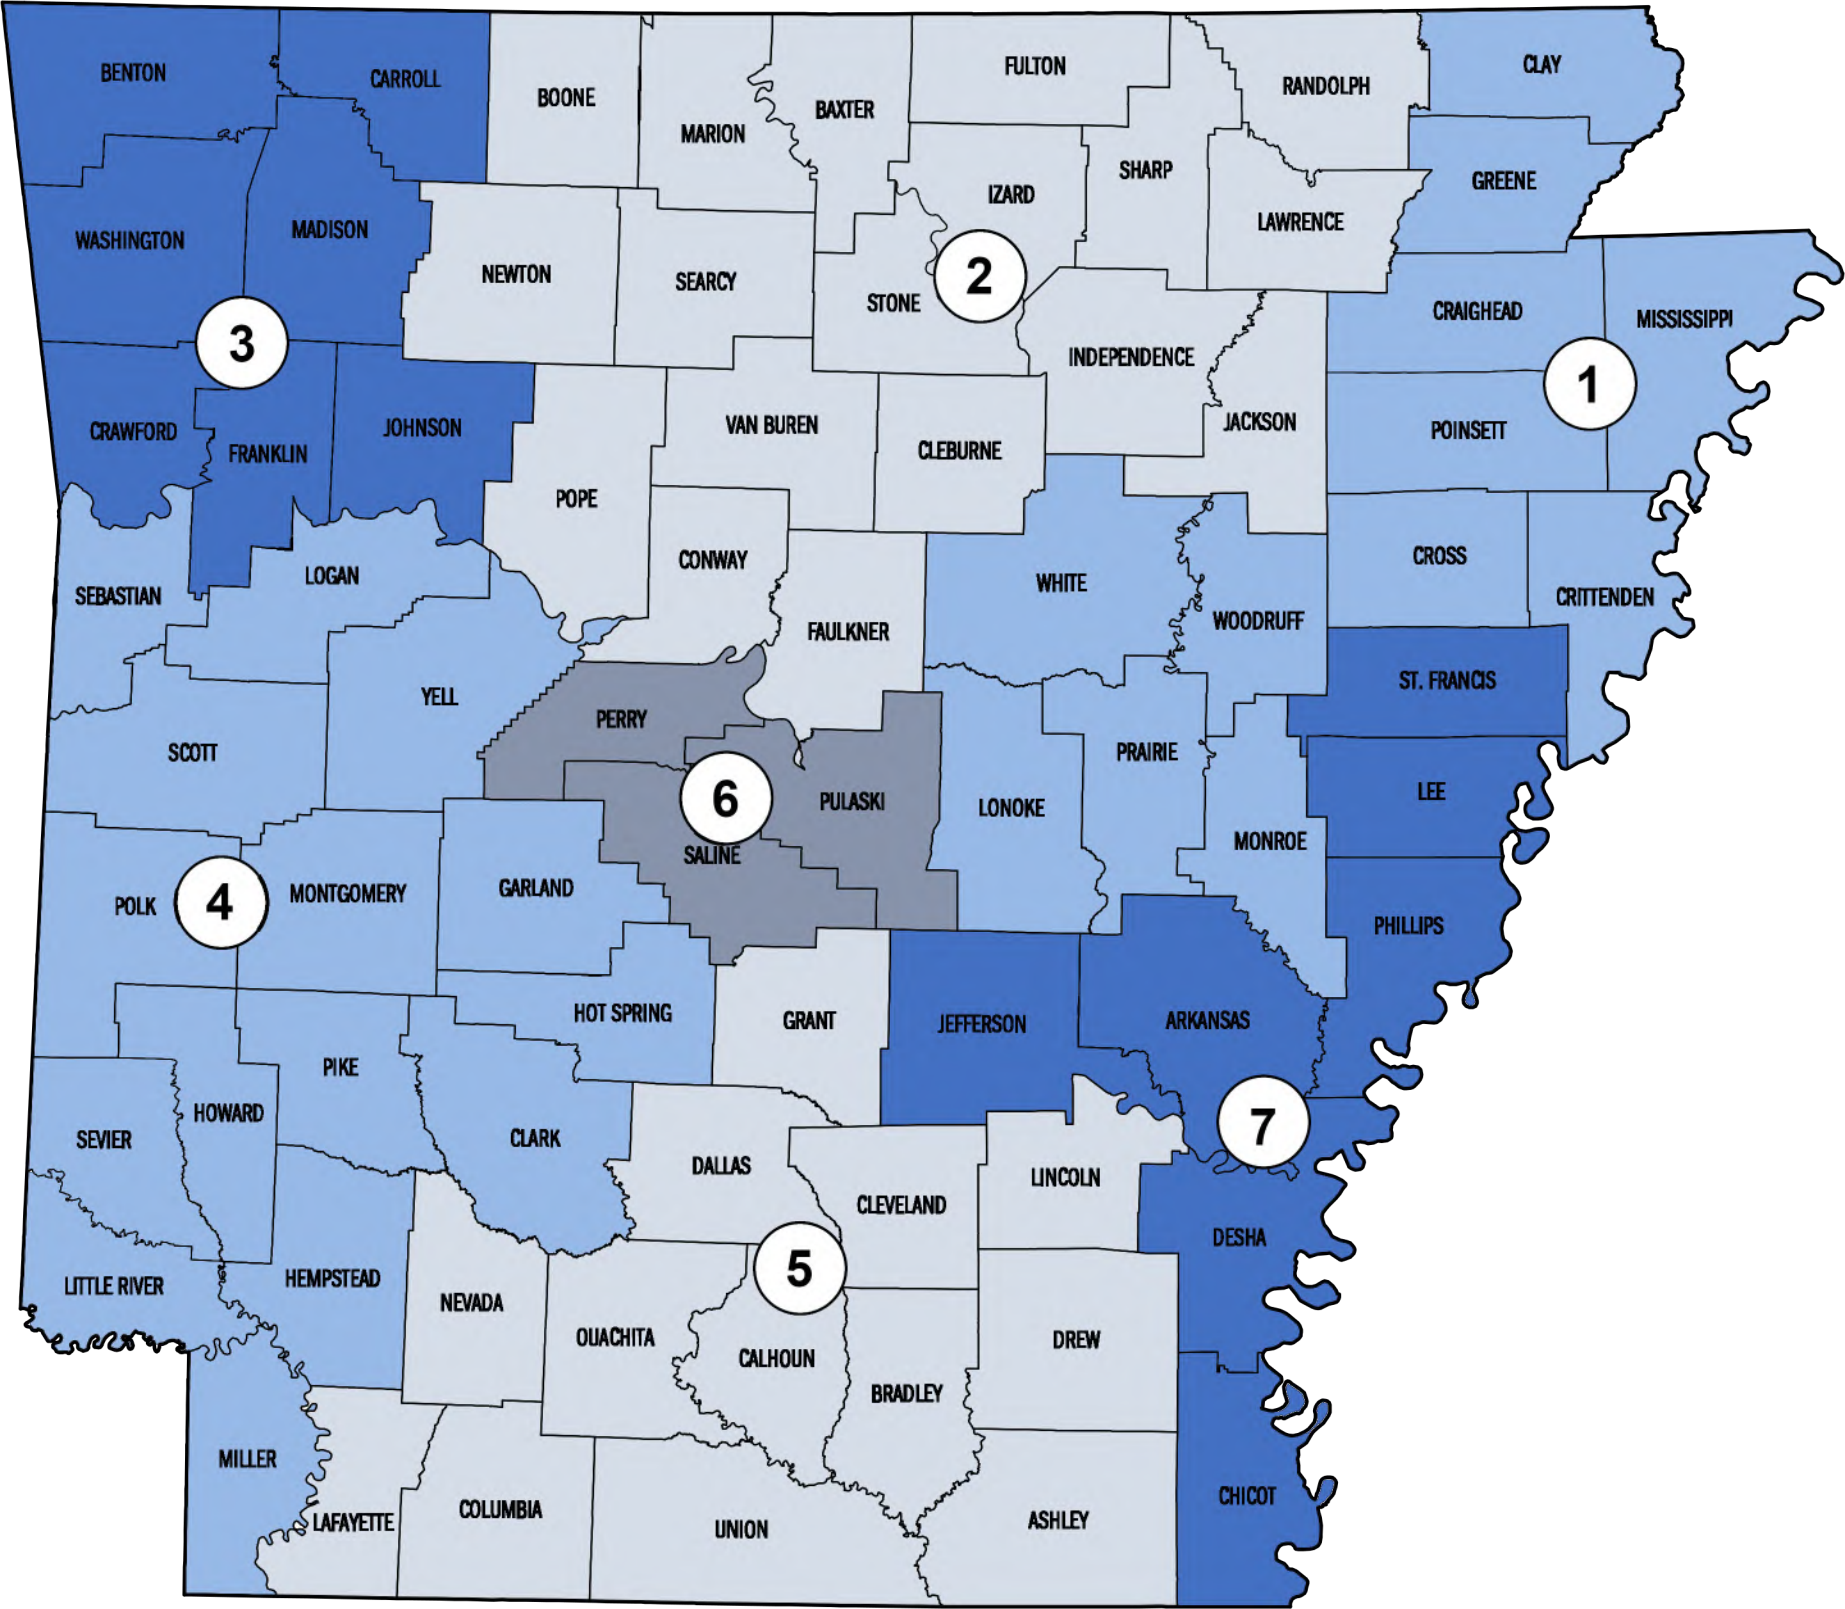 BENTON
CARROLL
BOONE
MARION
BAXTER
FULTON
RANDOLPH
CLAY
SHARP
IZARD
GREENE
LAWRENCE
WASHINGTON
MADISON
NEWTON
SEARCY
STONE
2
CRAIGHEAD
MISSISSIPPI
3
INDEPENDENCE
1
CRAWFORD
FRANKLIN
JOHNSON
VAN BUREN
CLEBURNE
JACKSON
POINSETT
POPE
CONWAY
SEBASTIAN
LOGAN
WHITE
CROSS
CRITTENDEN
WOODRUFF
FAULKNER
YELL
PERRY
ST. FRANCIS
SCOTT
PRAIRIE
6
PULASKI
LONOKE
LEE
SALINE
MONROE
POLK
4
MONTGOMERY
GARLAND
PHILLIPS
HOT SPRING
GRANT
JEFFERSON
ARKANSAS
PIKE
HOWARD
SEVIER
CLARK
7
DALLAS
LINCOLN
CLEVELAND
DESHA
LITTLE RIVER
HEMPSTEAD
5
NEVADA
OUACHITA
CALHOUN
DREW
BRADLEY
MILLER
LAFAYETTE
COLUMBIA
UNION
ASHLEY
CHICOT